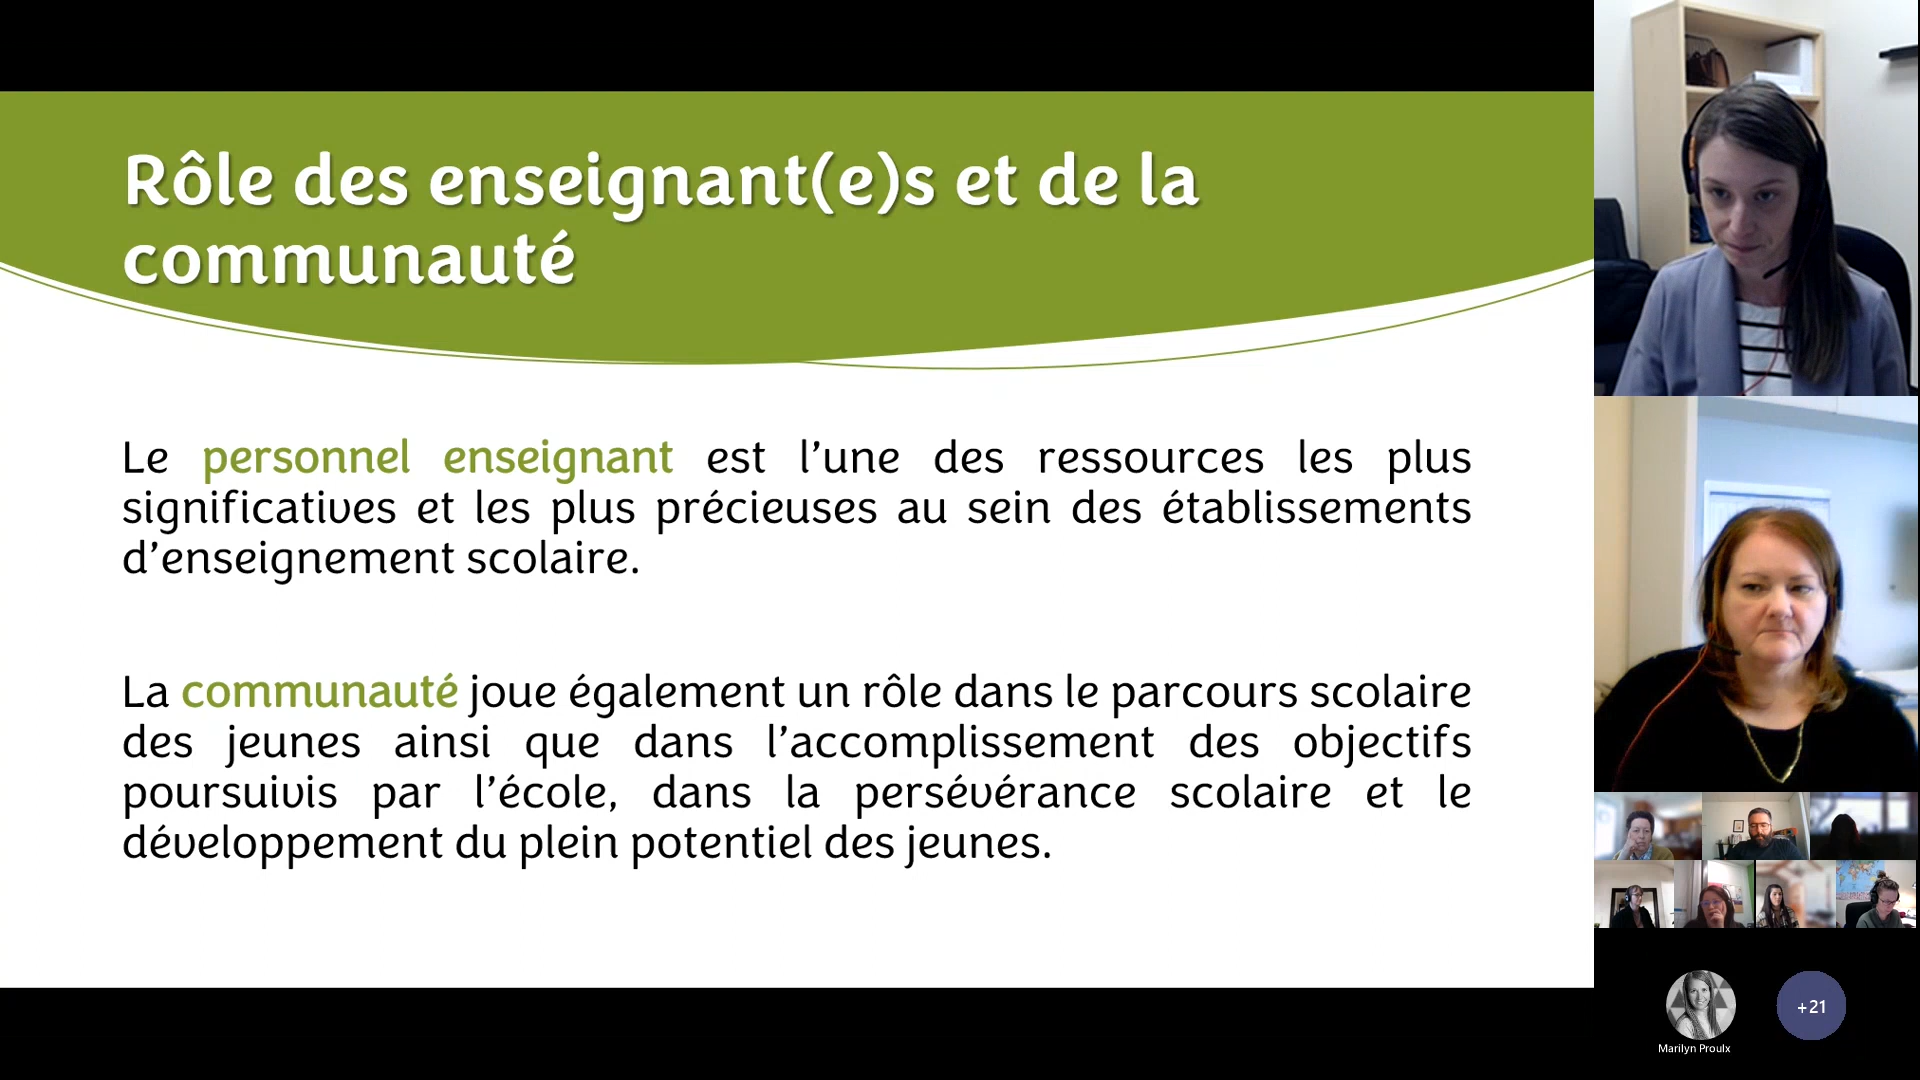 Rôle des enseignant(e)s et de la
communauté
Le personnel enseignant est l’une des ressources les plus
significatives et les plus précieuses au sein des établissements
d’enseignement scolaire.
La communauté joue également un rôle dans le parcours scolaire
des jeunes ainsi que dans l’accomplissement des objectifs
poursuivis par l’école, dans la persévérance scolaire et le
développement du plein potentiel des jeunes.
+21
Marilyn Proulx